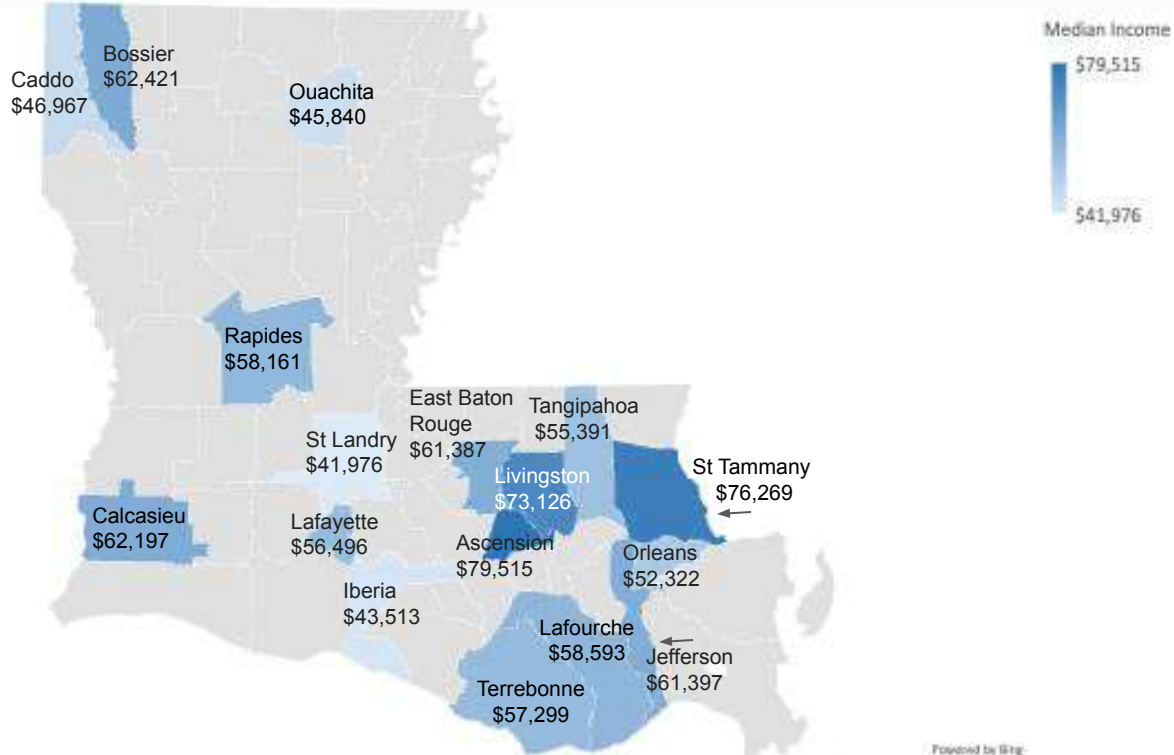 Median Income
$79,515
$41,976
Bossier
$62,421
Caddo
$46,967
Ouachita
$45,840
Rapides
$58,161
East Baton
Rouge
$61,387
Tangipahoa
$55,391
St Landry
$41,976
Livingston
$73,126
St Tammany
$76,269
Calcasieu
$62,197
Lafayette
$56,496
Ascension
$79,515
Orleans
$52,322
Iberia
$43,513
Lafourche
$58,593
Jefferson
$61,397
Terrebonne
$57,299
Powered by Bing